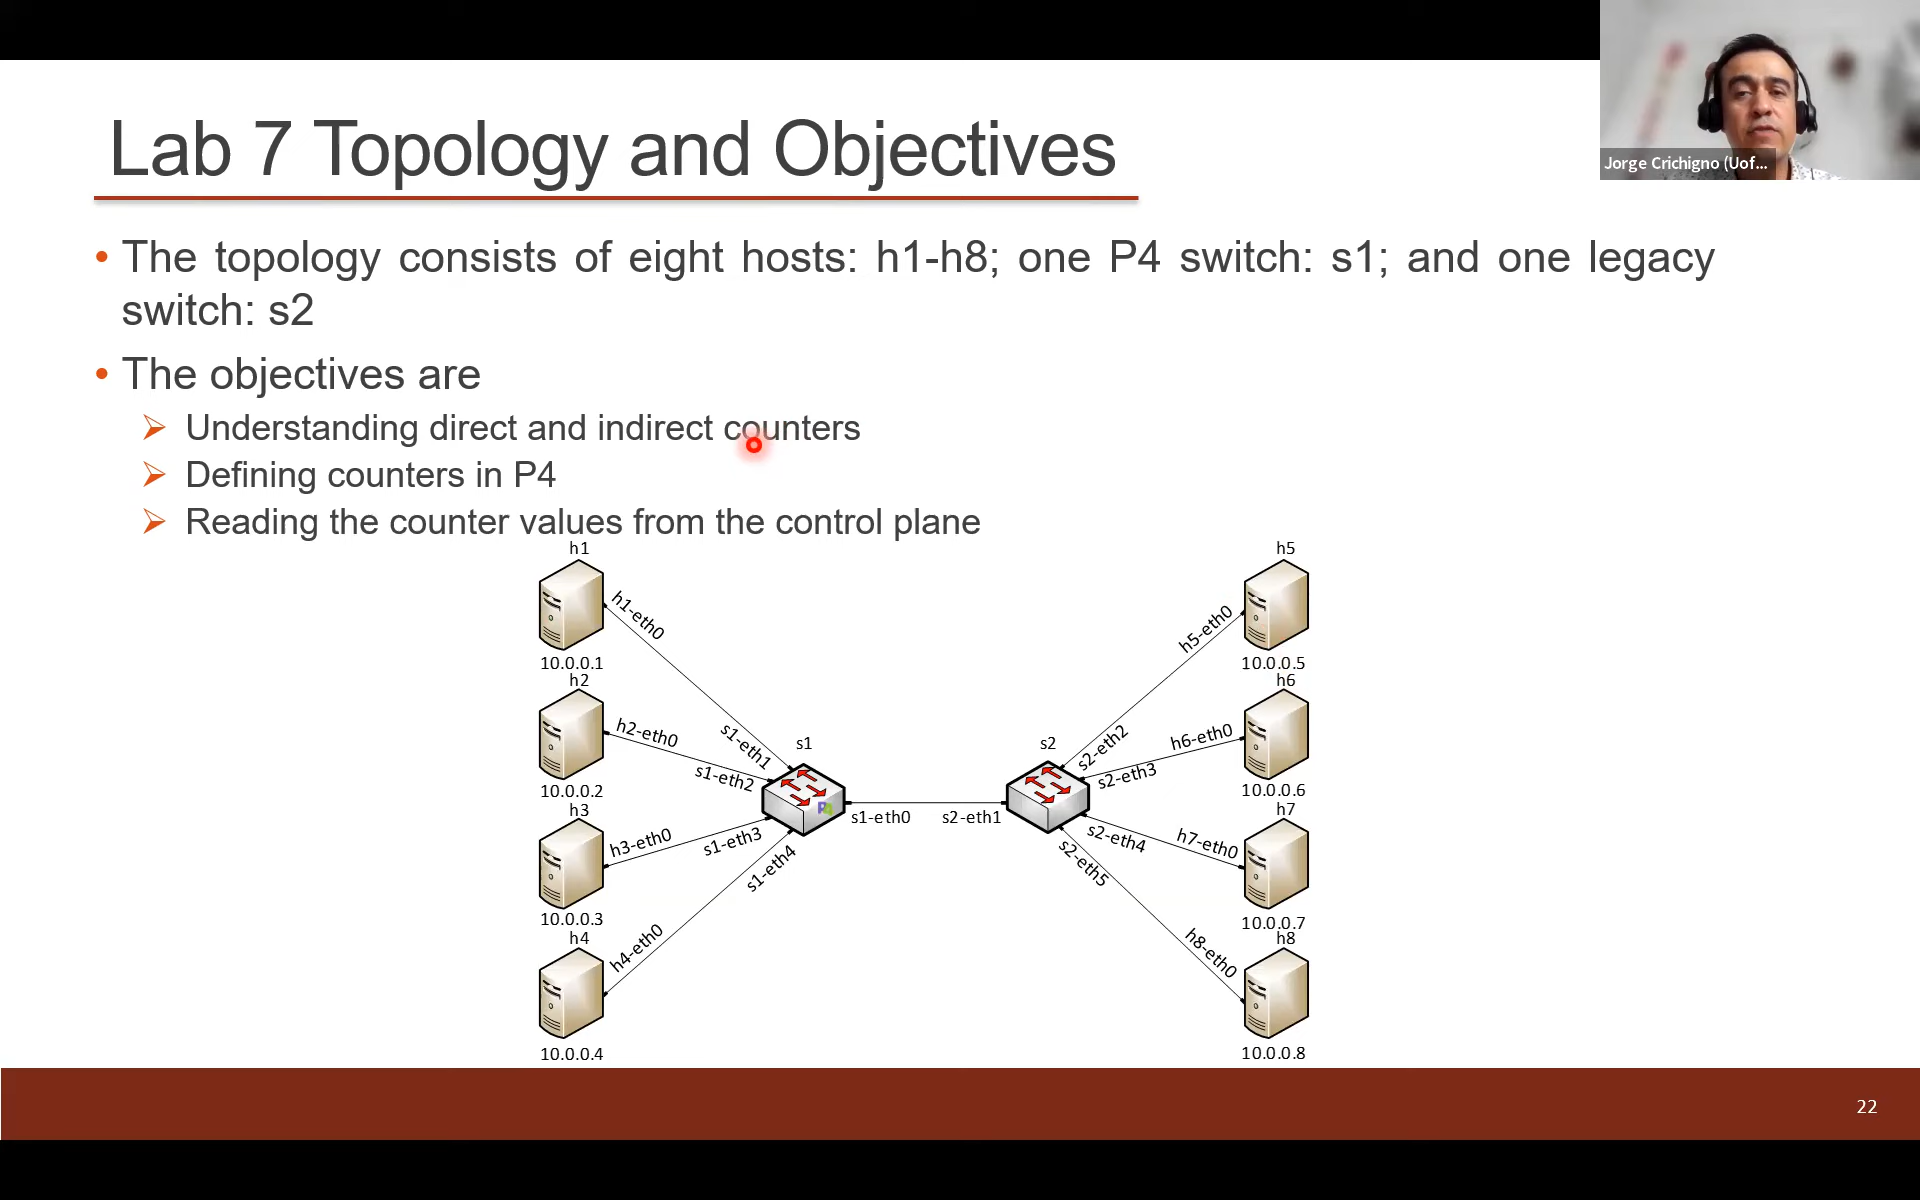 Jorge Crichigno (Uof...
Lab 7 Topology and Objectives
• The topology consists of eight hosts: h1-h8; one P4 switch: s1; and one legacy
switch: s2
• The objectives are
Understanding direct and indirect counters
Defining counters in P4
Reading the counter values from the control plane
h1
h1-eth0
10.0.0.1
h2
h2-eth0
10.0.0.2
h3
h3-eth0
10.0.0.3
h4
h4-eth0
10.0.0.4
s1-eth1
s1-eth2
s1-eth3
s1-eth4
s1
P4
s1-eth0
s2-eth1
s2
s2-eth2
s2-eth3
s2-eth4
s2-eth5
h5
h5-eth0
10.0.0.5
h6
h6-eth0
10.0.0.6
h7
h7-eth0
10.0.0.7
h8
h8-eth0
10.0.0.8
22